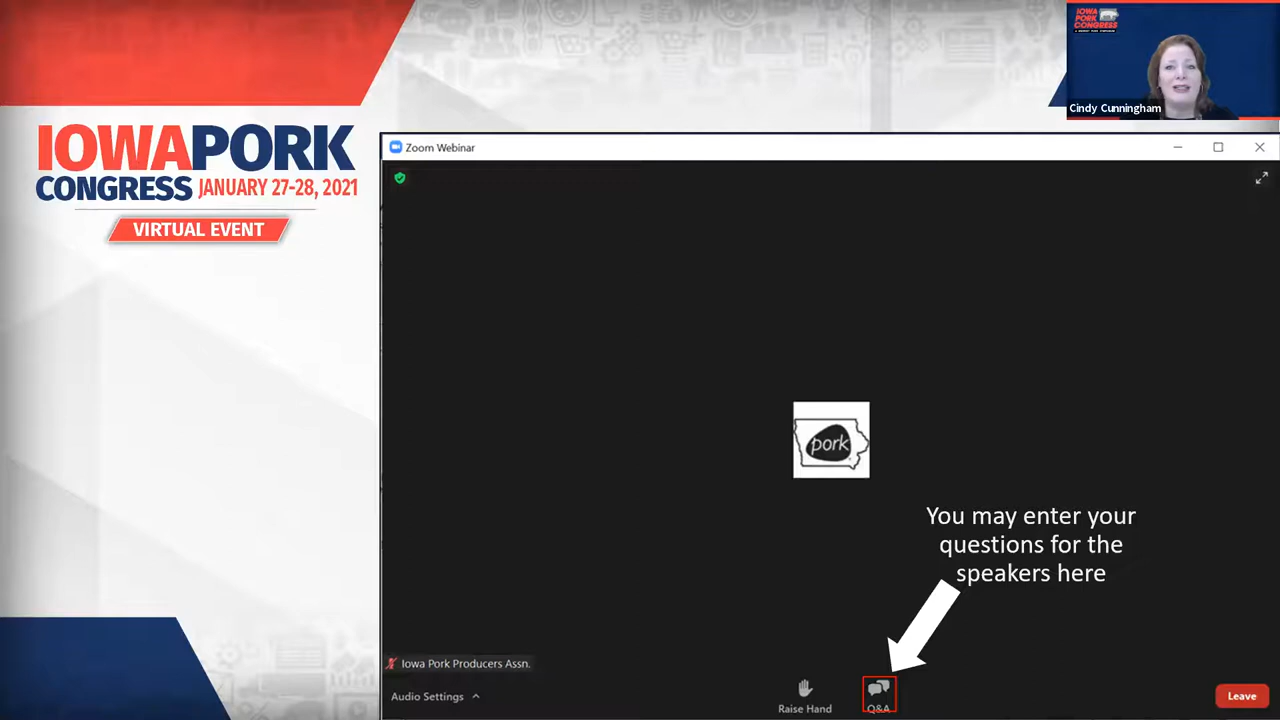 IOWA PORK
CONGRESS JANUARY 27-28, 2021
VIRTUAL EVENT
IOWA
PORK
CONGRESS
Cindy Cunningham
Zoom Webinar
pork
You may enter your
questions for the
speakers here
Iowa Pork Producers Assn.
Audio Settings
Raise Hand
Q&A
Leave